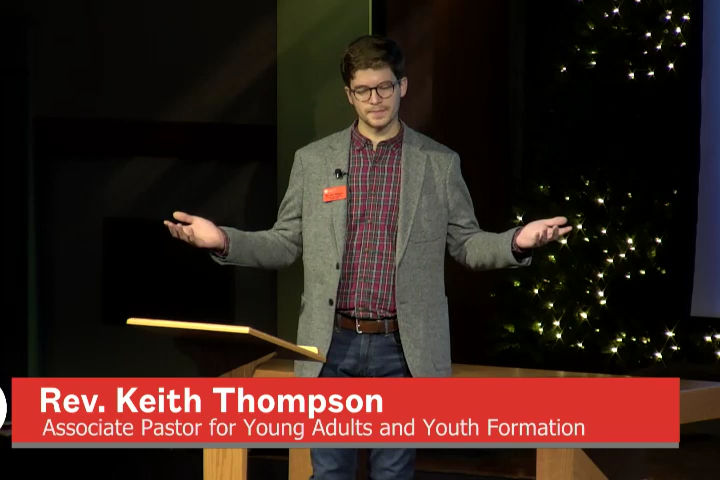 Rev. Keith Thompson
Associate Pastor for Young Adults and Youth Formation